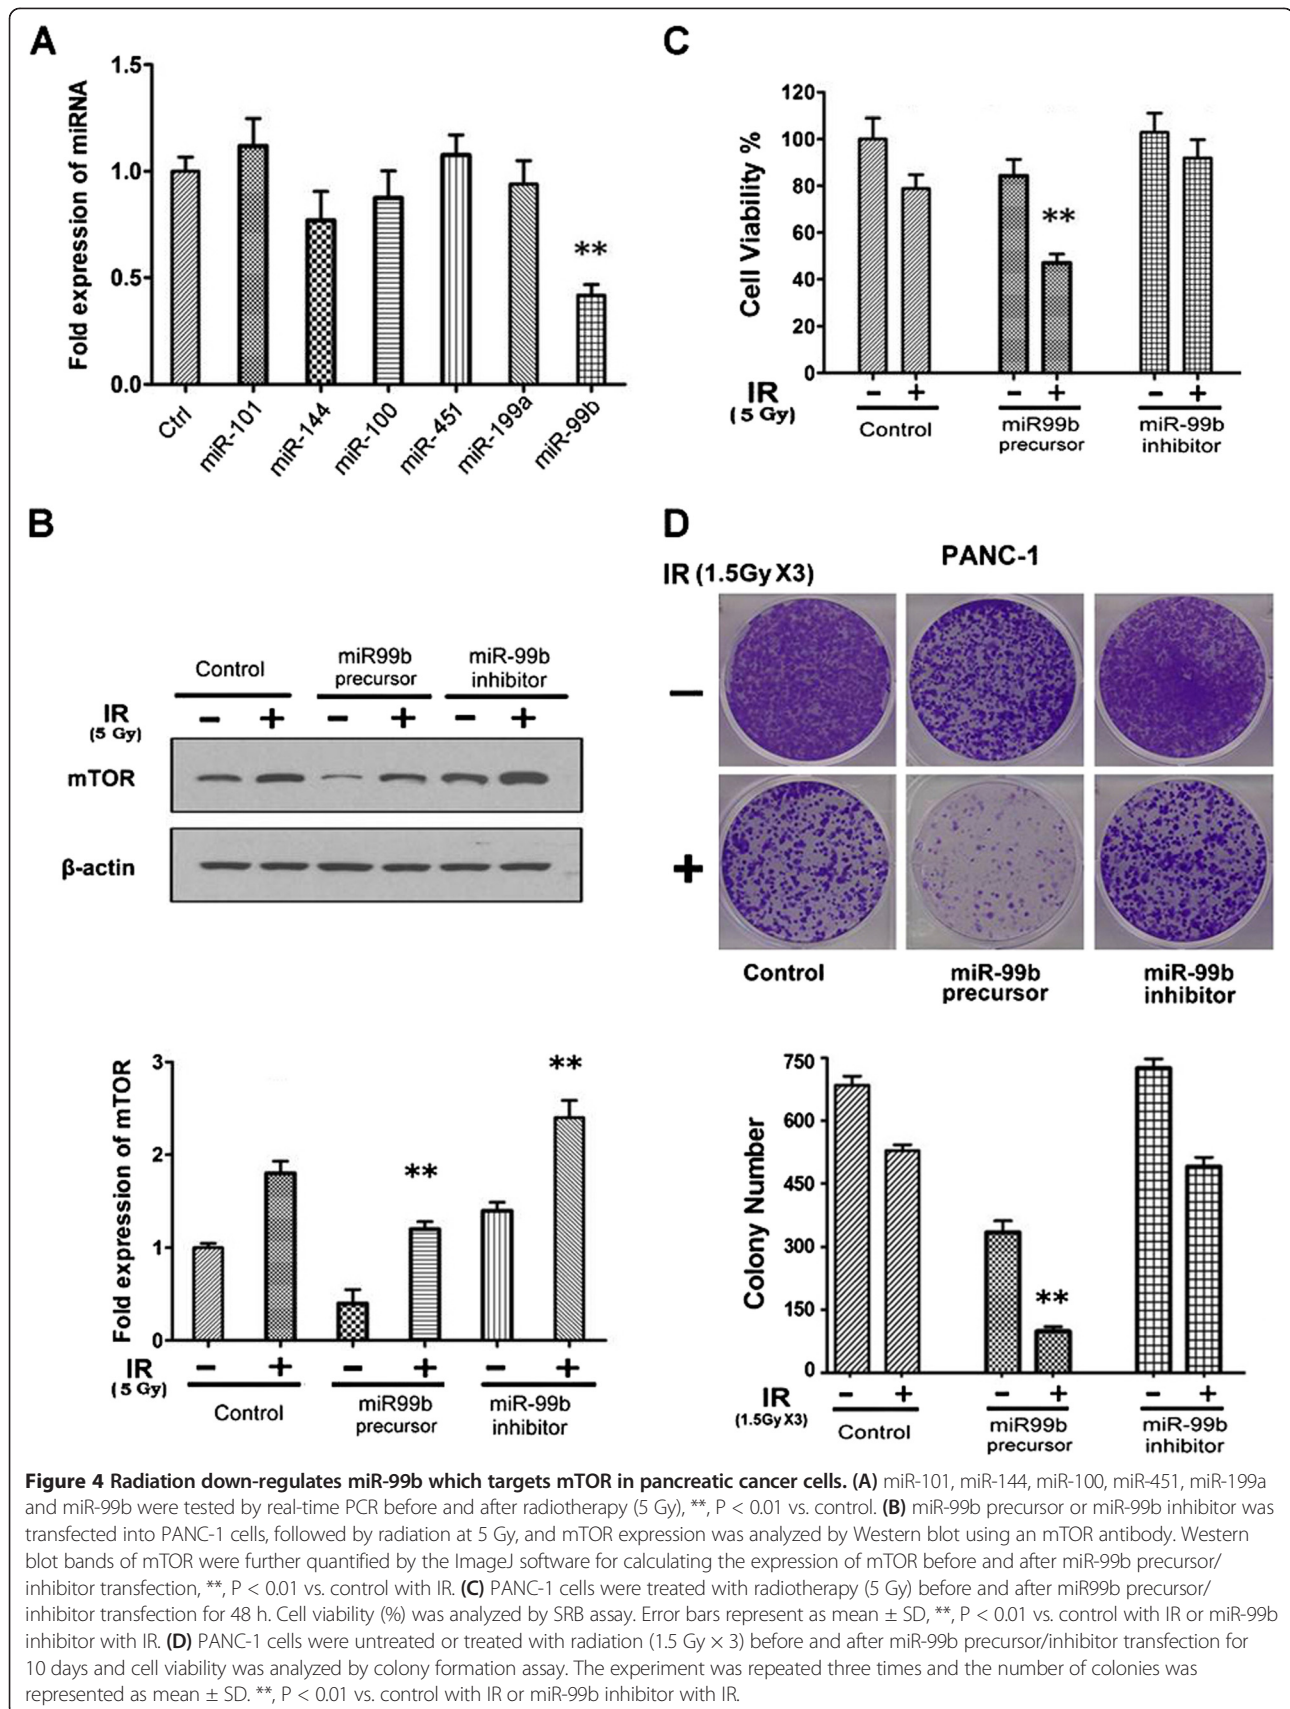 A
Fold expression of miRNA
1.5
1.0
0.5
0.0
**
Ctrl
miR-101
miR-144
miR-100
miR-451
miR-199a
miR-99b
C
Cell Viability %
120
100
80
60
40
20
0
**
IR
(5 Gy)
− + − + − +
Control
miR99b
precursor
miR-99b
inhibitor
B
Control
miR99b
precursor
miR-99b
inhibitor
IR
(5 Gy)
− + − + − +
mTOR
β-actin
Fold expression of mTOR
3
2
1
0
**
**
IR
(5 Gy)
− + − + − +
Control
miR99b
precursor
miR-99b
inhibitor
D
PANC-1
IR (1.5Gy X3)
−
+
Control
miR-99b
precursor
miR-99b
inhibitor
Colony Number
750
600
450
300
150
0
**
IR
(1.5Gy X3)
− + − + − +
Control
miR99b
precursor
miR-99b
inhibitor
Figure 4 Radiation down-regulates miR-99b which targets mTOR in pancreatic cancer cells. (A) miR-101, miR-144, miR-100, miR-451, miR-199a
and miR-99b were tested by real-time PCR before and after radiotherapy (5 Gy), **, P < 0.01 vs. control. (B) miR-99b precursor or miR-99b inhibitor was
transfected into PANC-1 cells, followed by radiation at 5 Gy, and mTOR expression was analyzed by Western blot using an mTOR antibody. Western
blot bands of mTOR were further quantified by the ImageJ software for calculating the expression of mTOR before and after miR-99b precursor/
inhibitor transfection, **, P < 0.01 vs. control with IR. (C) PANC-1 cells were treated with radiotherapy (5 Gy) before and after miR99b precursor/
inhibitor transfection for 48 h. Cell viability (%) was analyzed by SRB assay. Error bars represent as mean ± SD, **, P < 0.01 vs. control with IR or miR-99b
inhibitor with IR. (D) PANC-1 cells were untreated or treated with radiation (1.5 Gy × 3) before and after miR-99b precursor/inhibitor transfection for
10 days and cell viability was analyzed by colony formation assay. The experiment was repeated three times and the number of colonies was
represented as mean ± SD. **, P < 0.01 vs. control with IR or miR-99b inhibitor with IR.